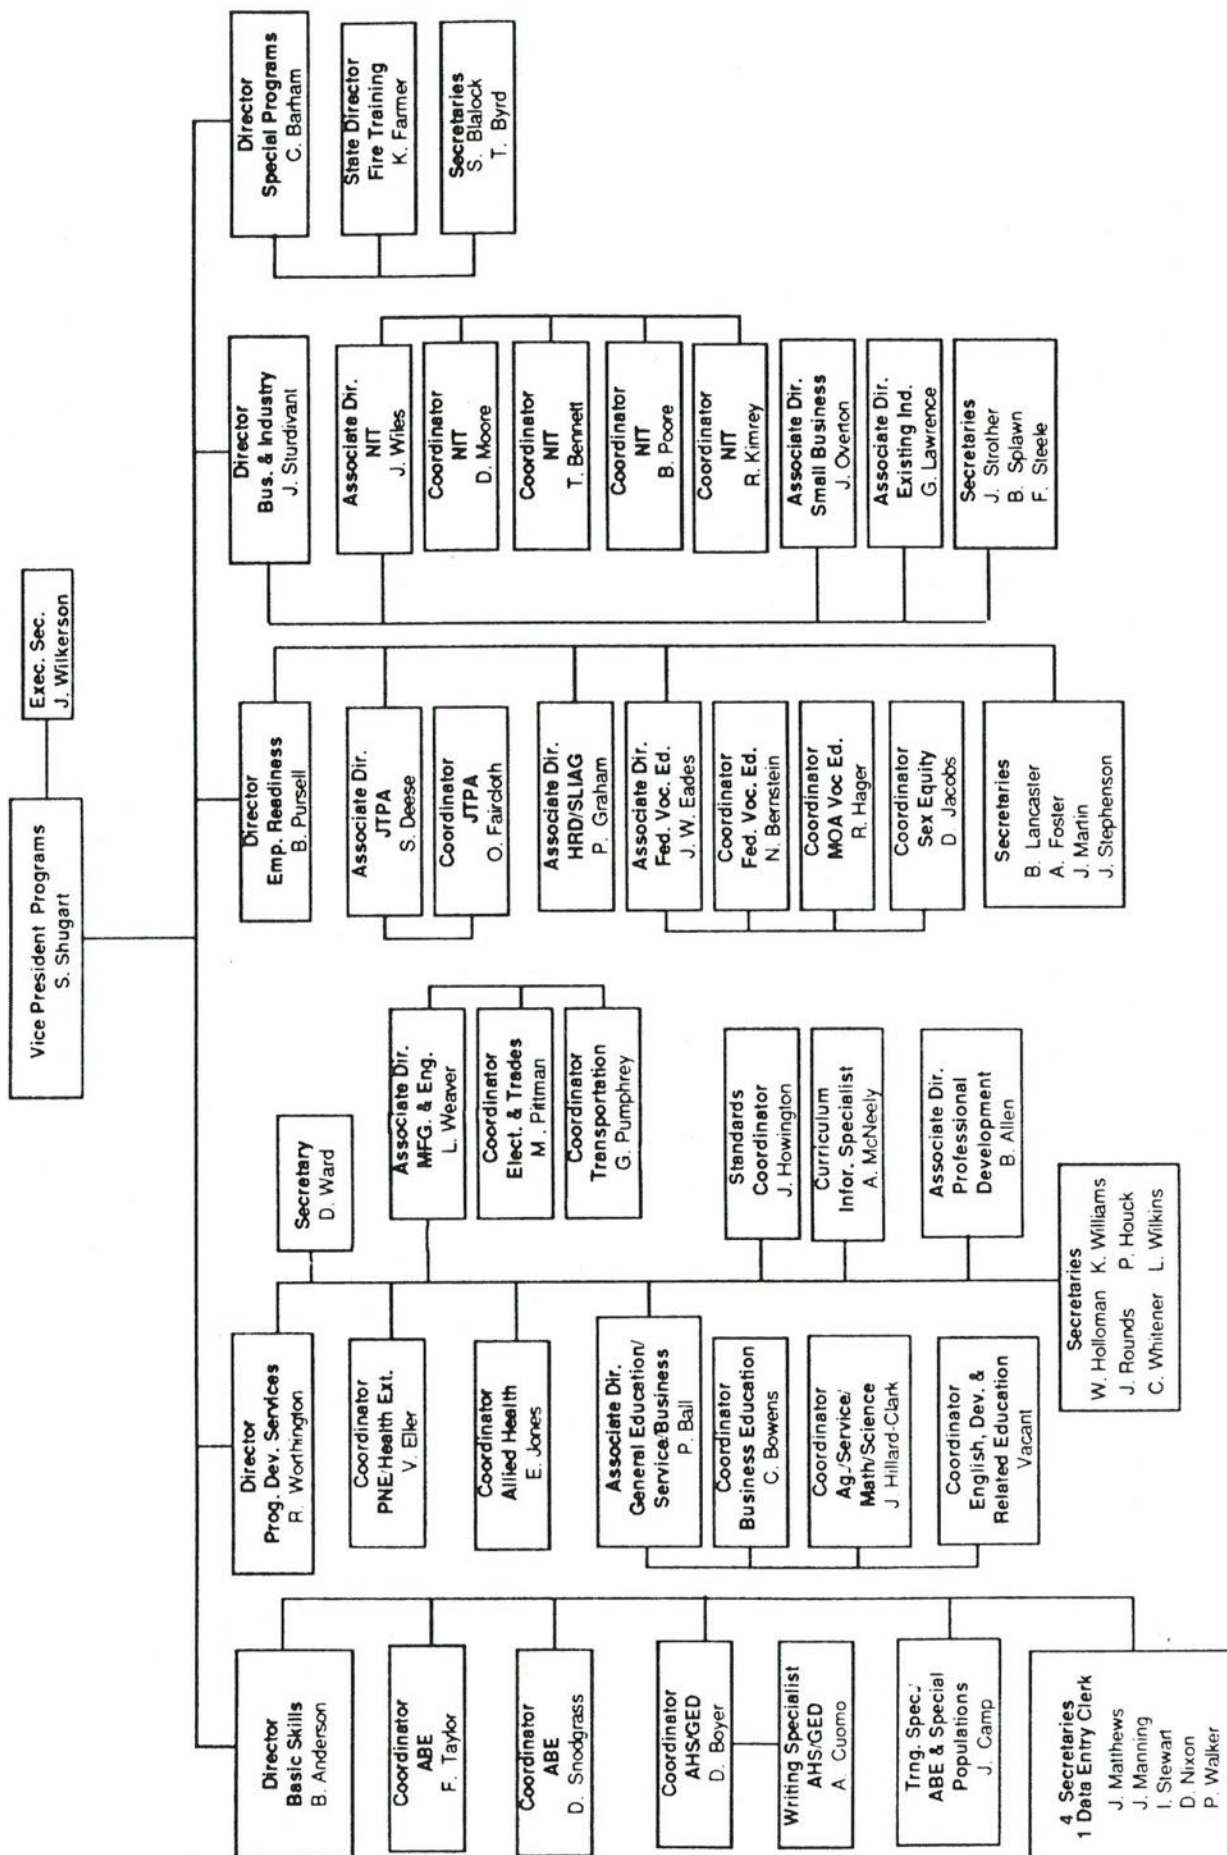 Vice President Programs
S. Shugart
Exec. Sec.
J. Wilkerson
Director
Basic Skills
B. Anderson
Coordinator
ABE
F. Taylor
Coordinator
ABE
D. Snodgrass
Coordinator
AHS/GED
D. Boyer
Writing Specialist
AHS/GED
A. Cuomo
Trng. Spec./
ABE & Special
Populations
J. Camp
4 Secretaries
1 Data Entry Clerk
J. Matthews
J. Manning
I. Stewart
D. Nixon
P. Walker
Director
Prog. Dev. Services
R. Worthington
Secretary
D. Ward
Coordinator
PNE/Health Ext.
V. Eller
Coordinator
Allied Health
E. Jones
Associate Dir.
General Education/
Service/Business
P. Ball
Coordinator
Business Education
C. Bowens
Coordinator
Ag./Service/
Math/Science
J. Hillard-Clark
Coordinator
English, Dev. &
Related Education
Vacant
Associate Dir.
MFG. & Eng.
L. Weaver
Coordinator
Elect. & Trades
M. Pittman
Coordinator
Transportation
G. Pumphrey
Standards
Coordinator
J. Howington
Curriculum
Infor. Specialist
A. McNeely
Associate Dir.
Professional
Development
B. Allen
Secretaries
W. Holloman K. Williams
J. Rounds P. Houck
C. Whitener L. Wilkins
Director
Emp. Readiness
B. Pursell
Associate Dir.
JTPA
S. Deese
Coordinator
JTPA
O. Faircloth
Associate Dir.
HRD/SLIAG
P. Graham
Associate Dir.
Fed. Voc. Ed.
J. W. Eades
Coordinator
Fed. Voc. Ed.
N. Bernstein
Coordinator
MOA Voc Ed.
R. Hager
Coordinator
Sex Equity
D. Jacobs
Secretaries
B. Lancaster
A. Foster
J. Martin
J. Stephenson
Director
Bus. & Industry
J. Sturdivant
Associate Dir.
NIT
J. Wiles
Coordinator
NIT
D. Moore
Coordinator
NIT
T. Bennett
Coordinator
NIT
B. Poore
Coordinator
NIT
R. Kimrey
Associate Dir.
Small Business
J. Overton
Associate Dir.
Existing Ind.
G. Lawrence
Secretaries
J. Strother
B. Splawn
F. Steele
Director
Special Programs
C. Barham
State Director
Fire Training
K. Farmer
Secretaries
S. Blalock
T. Byrd